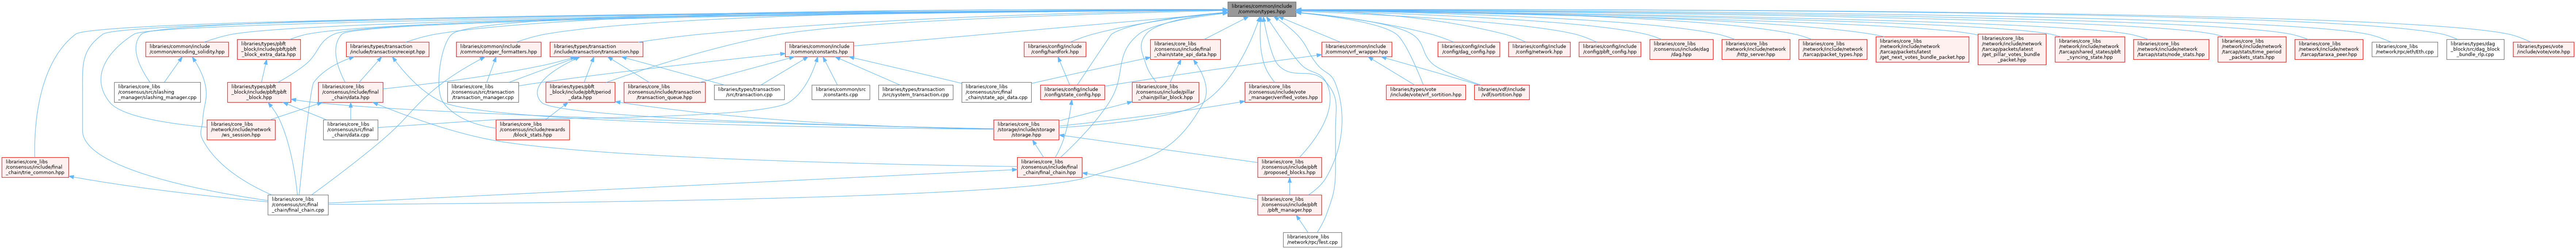 libraries/common/include
/common/types.hpp
libraries/common/include
/common/encoding_solidity.hpp
libraries/types/pbft
_block/include/pbft/pbft
_block_extra_data.hpp
libraries/types/transaction
/include/transaction/receipt.hpp
libraries/common/include
/common/logger_formatters.hpp
libraries/types/transaction
/include/transaction/transaction.hpp
libraries/common/include
/common/constants.hpp
libraries/config/include
/config/hardfork.hpp
libraries/core_libs
/consensus/include/final
_chain/state_api_data.hpp
libraries/common/include
/common/vrf_wrapper.hpp
libraries/config/include
/config/dag_config.hpp
libraries/config/include
/config/network.hpp
libraries/config/include
/config/pbft_config.hpp
libraries/core_libs
/consensus/include/dag
/dag.hpp
libraries/core_libs
/network/include/network
/http_server.hpp
libraries/core_libs
/network/include/network
/tarcap/packet_types.hpp
libraries/core_libs
/network/include/network
/tarcap/packets/latest
/get_next_votes_bundle_packet.hpp
libraries/core_libs
/network/include/network
/tarcap/packets/latest
/get_pillar_votes_bundle
_packet.hpp
libraries/core_libs
/network/include/network
/tarcap/shared_states/pbft
_syncing_state.hpp
libraries/core_libs
/network/include/network
/tarcap/stats/node_stats.hpp
libraries/core_libs
/network/include/network
/tarcap/stats/time_period
_packets_stats.hpp
libraries/core_libs
/network/include/network
/tarcap/taraxa_peer.hpp
libraries/core_libs
/network/rpc/eth/Eth.cpp
libraries/types/dag
_block/src/dag_block
_bundle_rlp.cpp
libraries/types/vote
/include/vote/vote.hpp
libraries/core_libs
/consensus/src/slashing
_manager/slashing_manager.cpp
libraries/types/pbft
_block/include/pbft/pbft
_block.hpp
libraries/core_libs
/consensus/include/final
_chain/data.hpp
libraries/core_libs
/consensus/src/transaction
/transaction_manager.cpp
libraries/types/pbft
_block/include/pbft/period
_data.hpp
libraries/core_libs
/consensus/include/transaction
/transaction_queue.hpp
libraries/types/transaction
/src/transaction.cpp
libraries/common/src
/constants.cpp
libraries/types/transaction
/src/system_transaction.cpp
libraries/core_libs
/consensus/src/final
_chain/state_api_data.cpp
libraries/config/include
/config/state_config.hpp
libraries/core_libs
/consensus/include/pillar
_chain/pillar_block.hpp
libraries/core_libs
/consensus/include/vote
_manager/verified_votes.hpp
libraries/types/vote
/include/vote/vrf_sortition.hpp
libraries/vdf/include
/vdf/sortition.hpp
libraries/core_libs
/network/include/network
/ws_session.hpp
libraries/core_libs
/consensus/src/final
_chain/data.cpp
libraries/core_libs
/consensus/include/rewards
/block_stats.hpp
libraries/core_libs
/storage/include/storage
/storage.hpp
libraries/core_libs
/consensus/include/final
_chain/trie_common.hpp
libraries/core_libs
/consensus/include/final
_chain/final_chain.hpp
libraries/core_libs
/consensus/include/pbft
/proposed_blocks.hpp
libraries/core_libs
/consensus/src/final
_chain/final_chain.cpp
libraries/core_libs
/consensus/include/pbft
/pbft_manager.hpp
libraries/core_libs
/network/rpc/Test.cpp